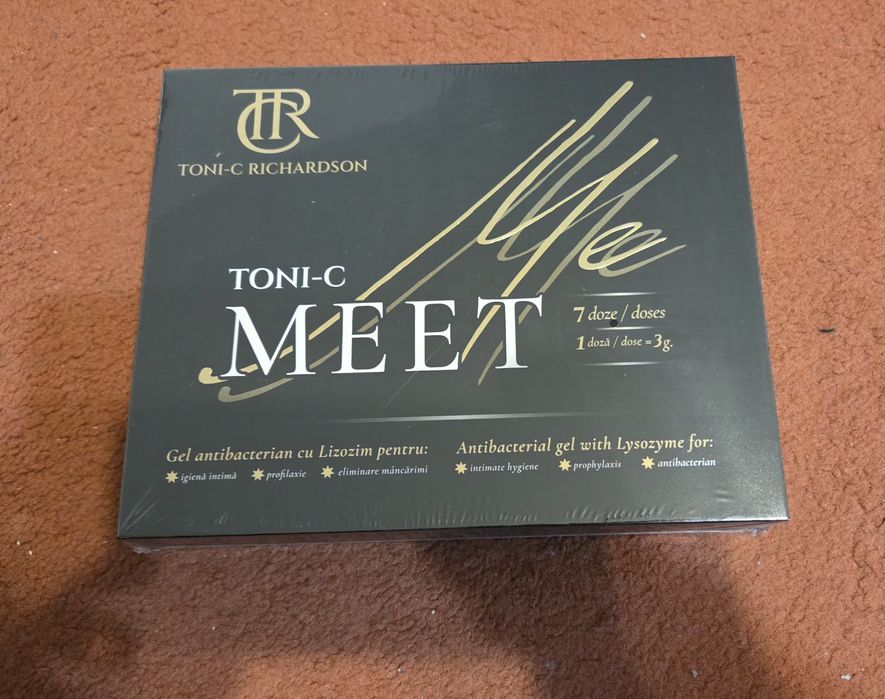 TCR
TONI-C RICHARDSON
Mee
TONI-C
MEET
7 doze / doses
1 doză / dose = 3g.
Gel antibacterian cu Lizozim pentru:
igienă intimă profilaxie eliminare mâncărimi
Antibacterial gel with Lysozyme for:
intimate hygiene prophylaxis antibacterian